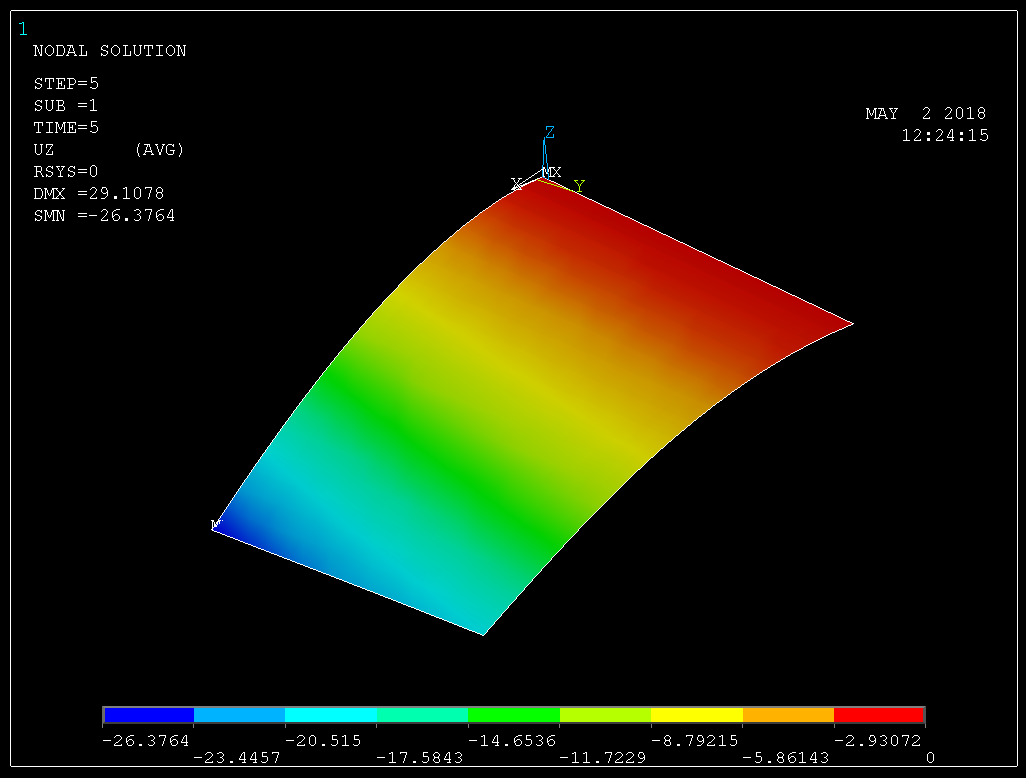 1
NODAL SOLUTION
STEP=5
SUB =1
TIME=5
UZ (AVG)
RSYS=0
DMX =29.1078
SMN =-26.3764
MAY 2 2018
12:24:15
Z
MX
X
Y
-26.3764 -20.515 -14.6536 -8.79215 -2.93072
-23.4457 -17.5843 -11.7229 -5.86143 0